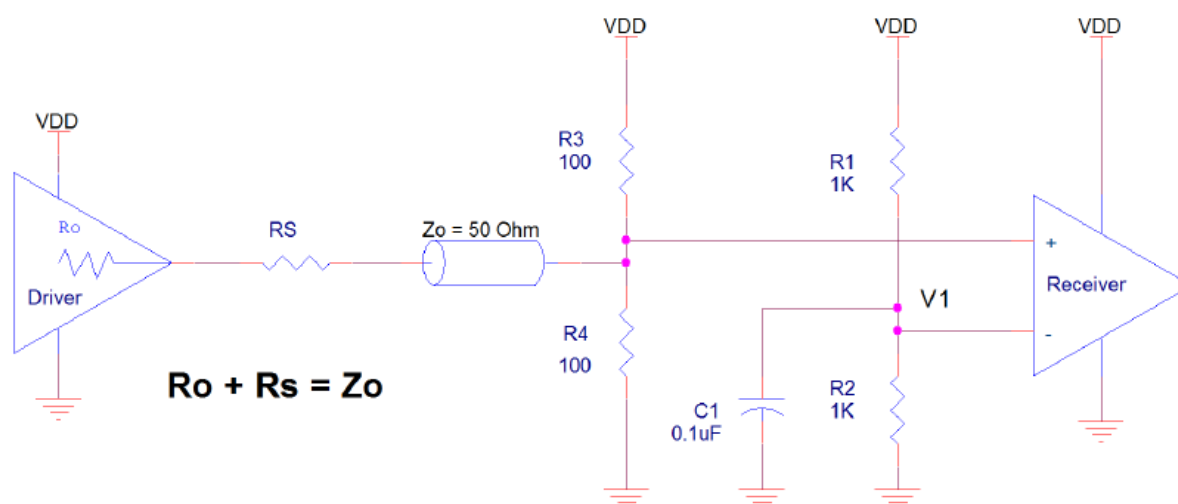 VDD
VDD
VDD
VDD
R3
100
R1
1K
Ro
RS
Zo = 50 Ohm
+
Driver
V1
Receiver
R4
100
-
Ro + Rs = Zo
C1
0.1uF
R2
1K